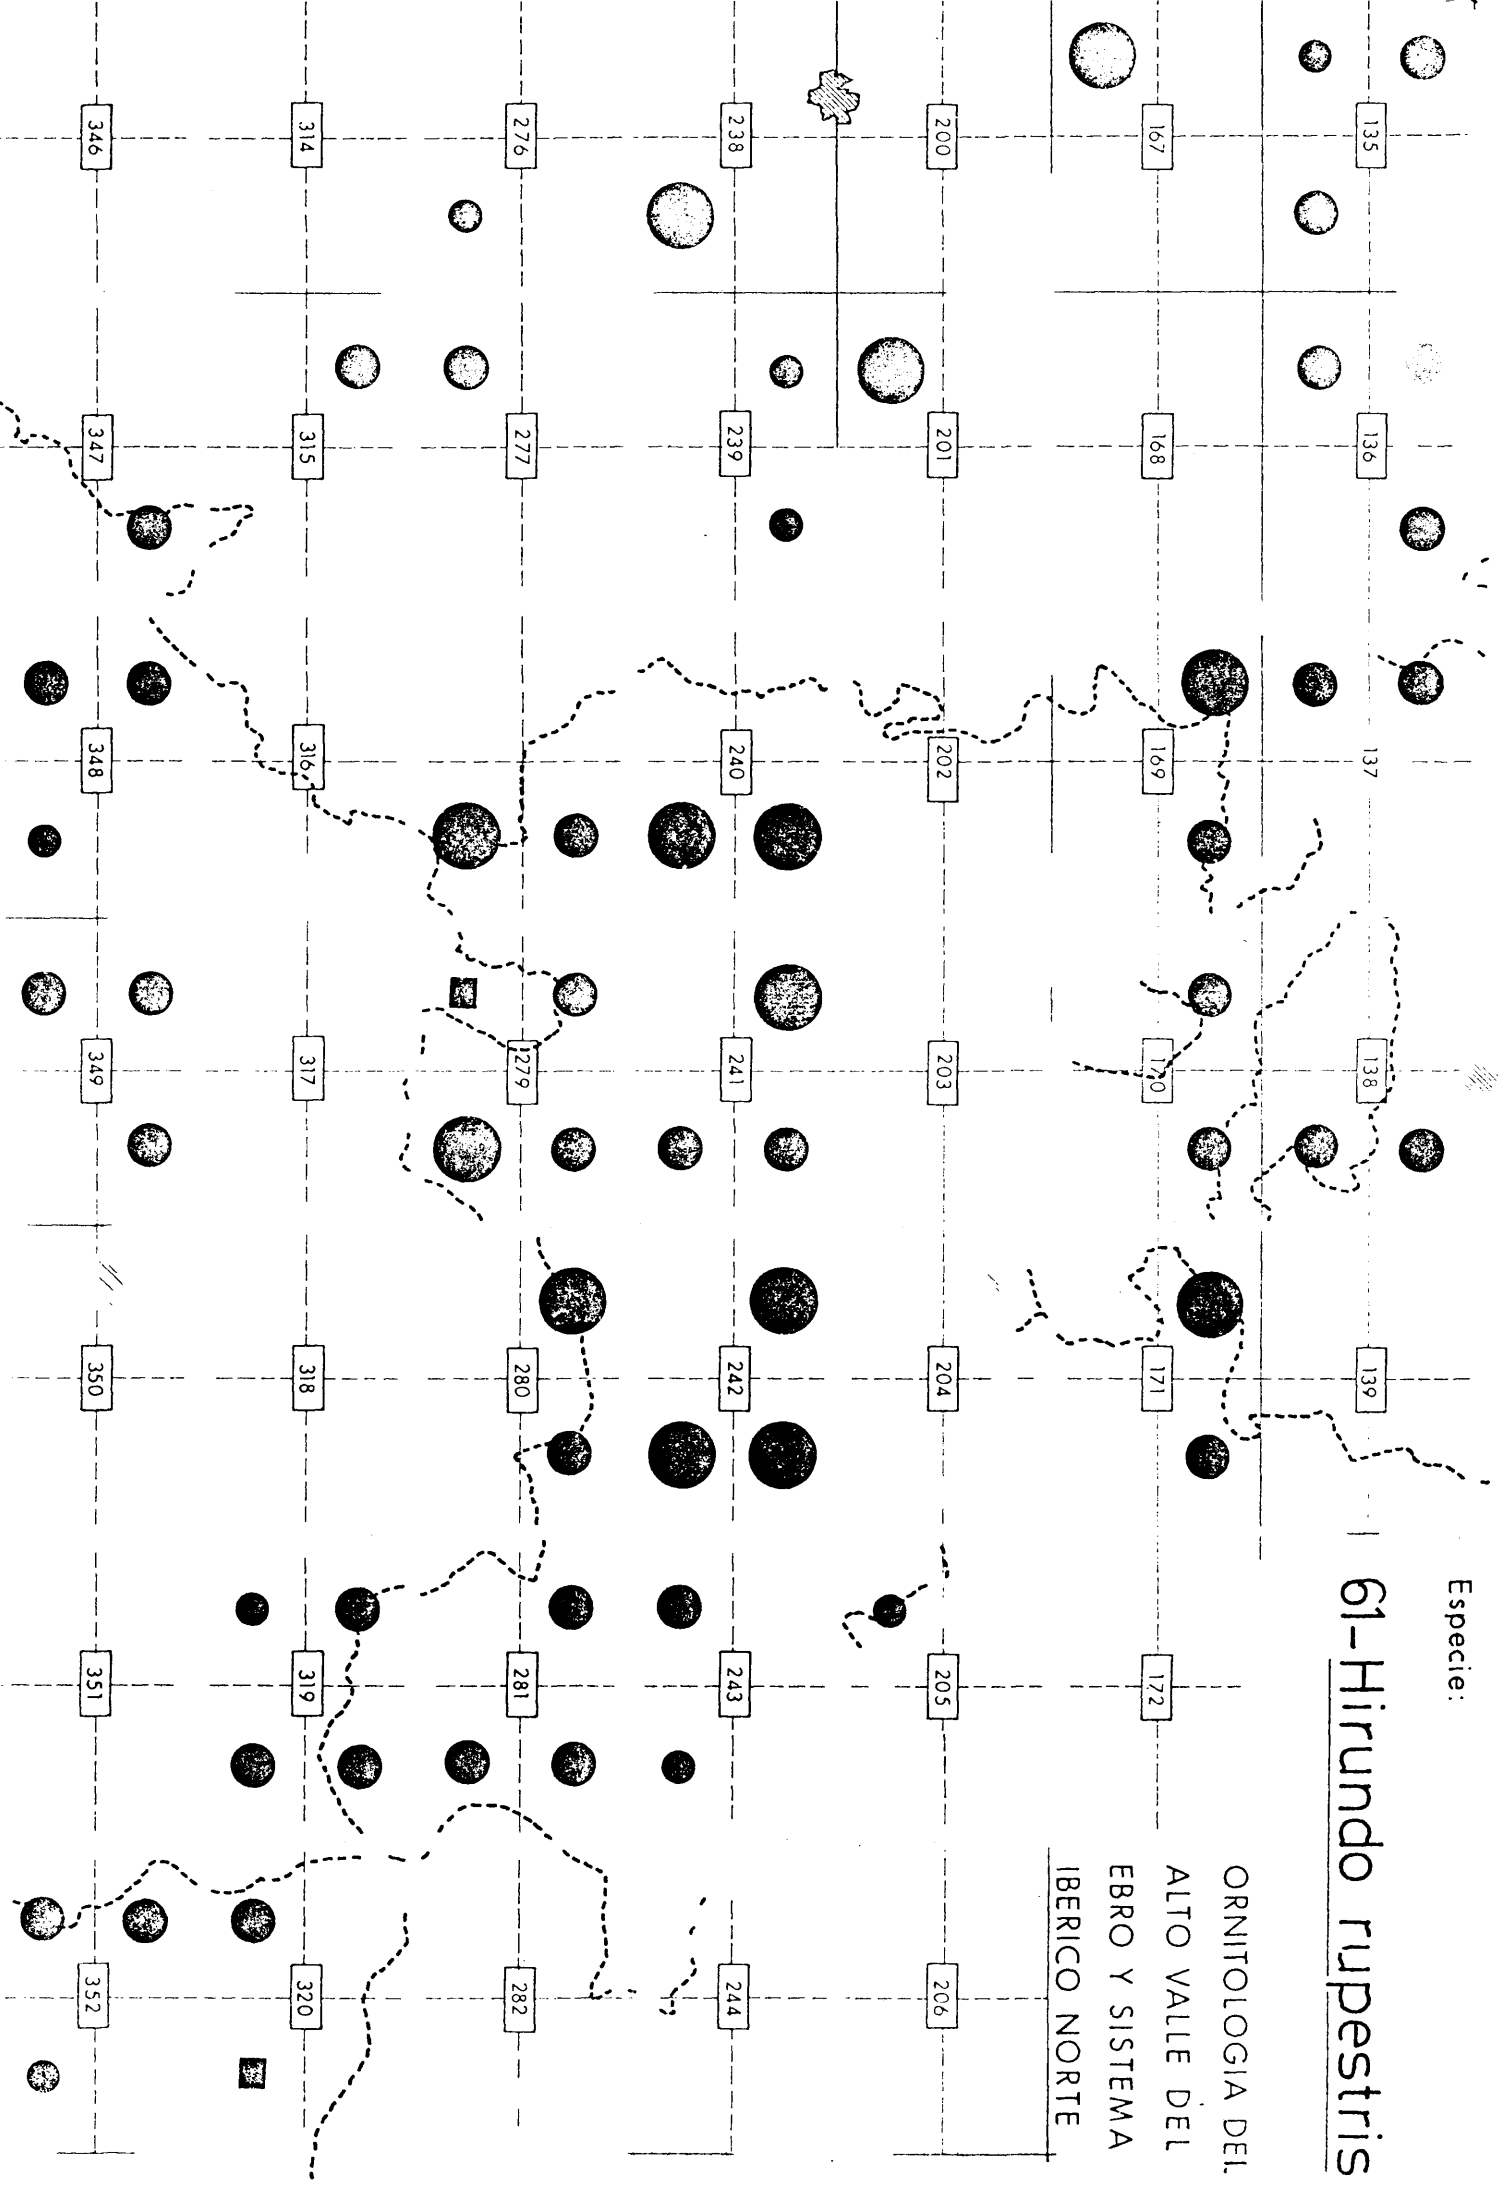 Especie:
61-Hirundo rupestris
ORNITOLOGIA DEL
ALTO VALLE DEL
EBRO Y SISTEMA
IBERICO NORTE
135 136 137 138 139
167 168 169 170 171 172
200 201 202 203 204 205 206
238 239 240 241 242 243 244
276 277 279 280 281 282
314 315 316 317 318 319 320
346 347 348 349 350 351 352